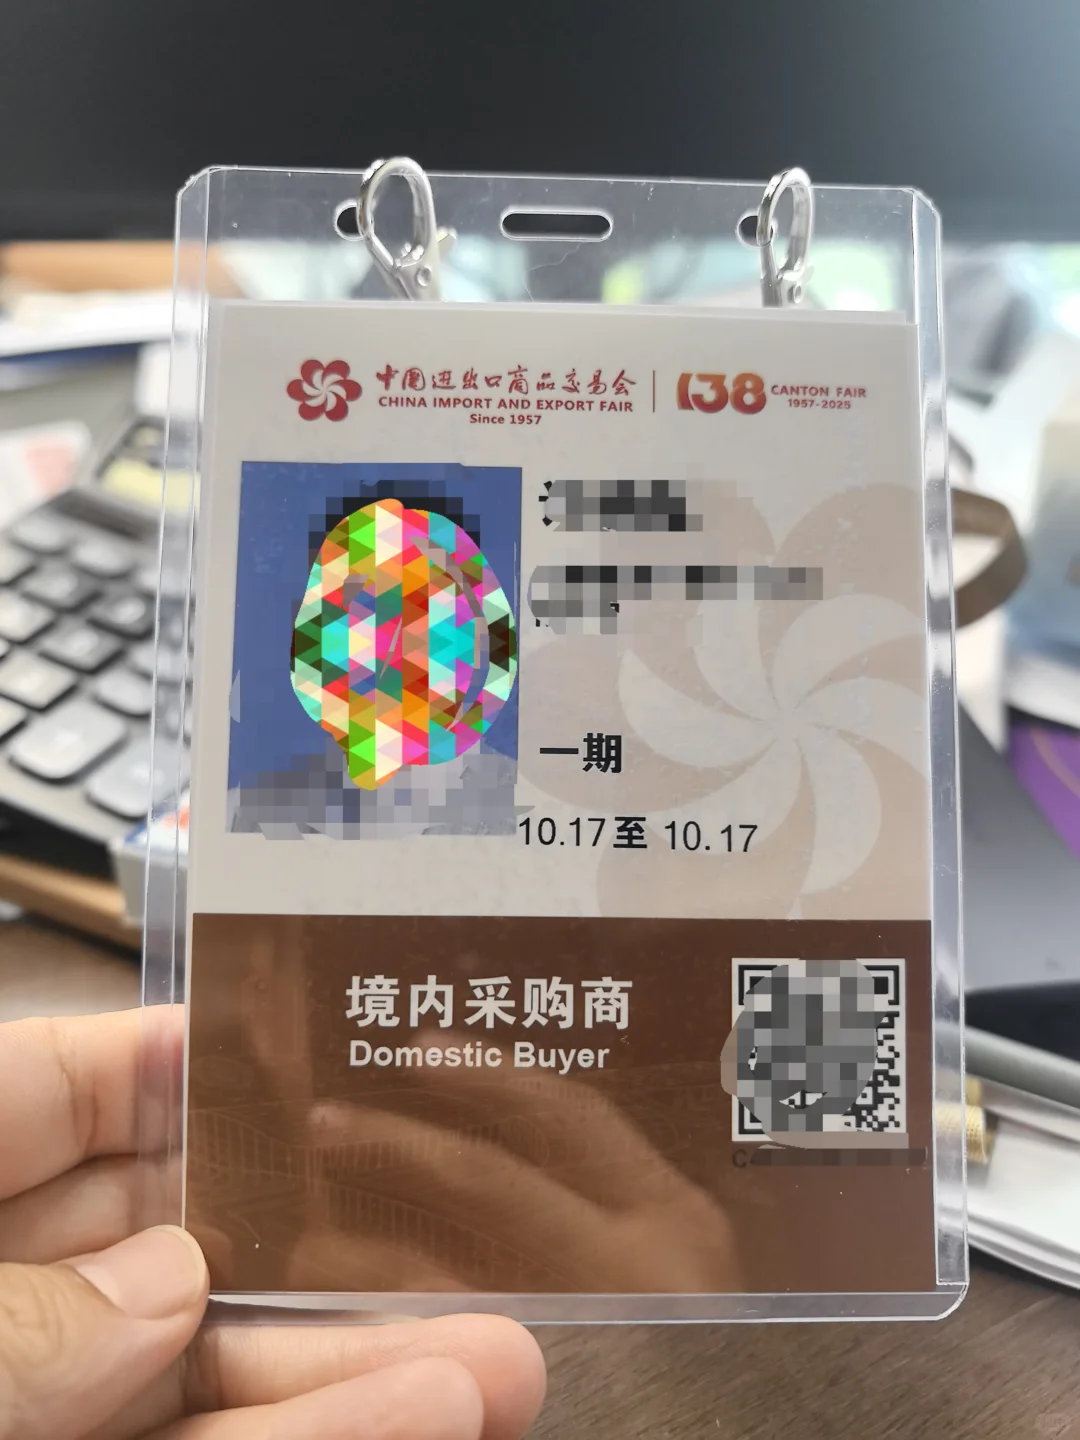 中国进出口商品交易会
CHINA IMPORT AND EXPORT FAIR
Since 1957
138 CANTON FAIR
1957-2025
一期
10.17至 10.17
境内采购商
Domestic Buyer